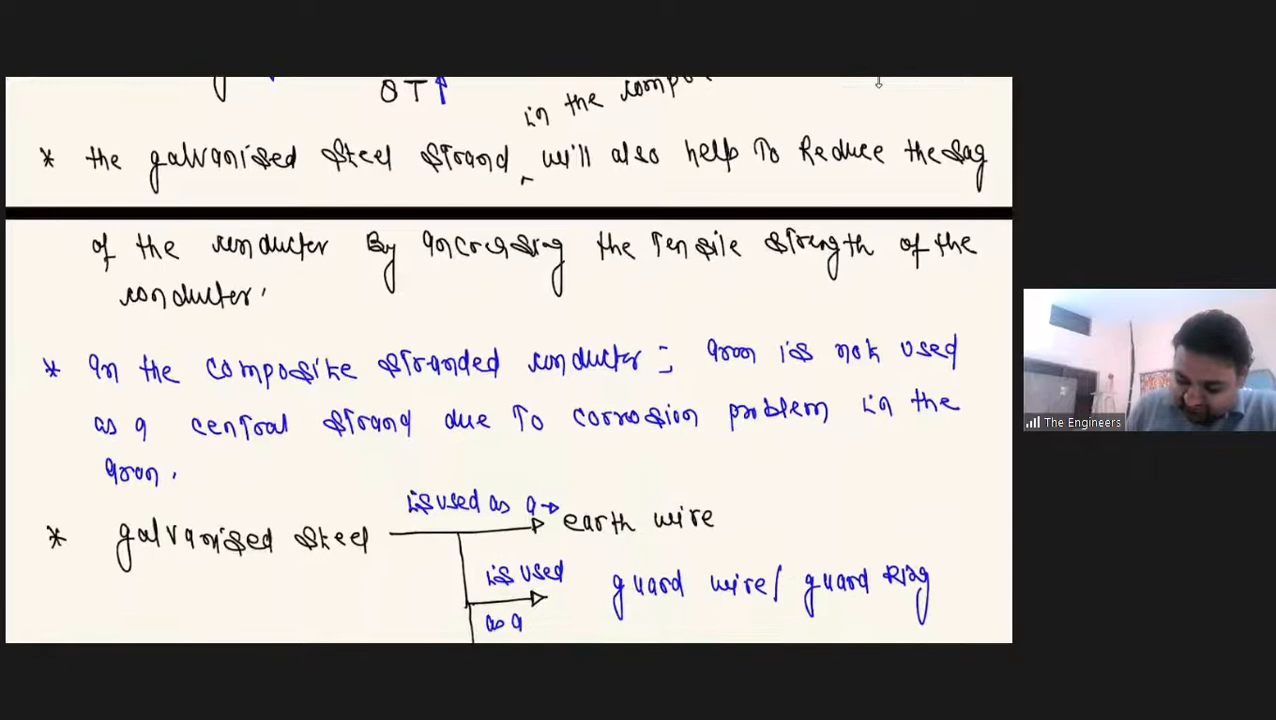 OT↑
in the
* the galvanised steel strand, will also help To Reduce the sag
of the conductor By increasing the Tensile strength of the
conductor.
* In the composite stranded conductor; iron is not used
as a central strand due To corrosion problem in the
iron.
is used as a →
* galvanised steel → earth wire
is used
guard wire/ guard Ring
as a
The Engineers